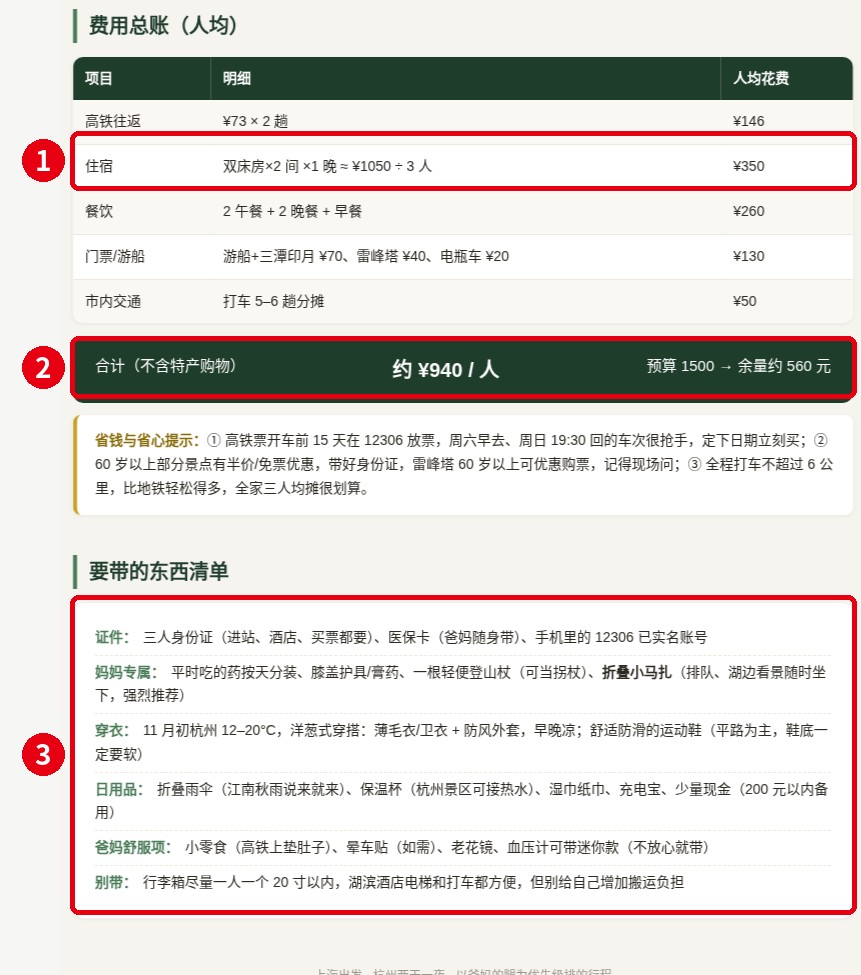 费用总账（人均）
项目 明细 人均花费
高铁往返 ¥73 × 2 趟 ¥146
1
住宿 双床房×2 间 ×1 晚 ≈ ¥1050 ÷ 3 人 ¥350
餐饮 2 午餐 + 2 晚餐 + 早餐 ¥260
门票/游船 游船+三潭印月 ¥70、雷峰塔 ¥40、电瓶车 ¥20 ¥130
市内交通 打车 5–6 趟分摊 ¥50
2
合计（不含特产购物） 约 ¥940 / 人 预算 1500 → 余量约 560 元
省钱与省心提示：① 高铁票开车前 15 天在 12306 放票，周六早去、周日 19:30 回的车次很抢手，定下日期立刻买；②
60 岁以上部分景点有半价/免票优惠，带好身份证，雷峰塔 60 岁以上可优惠购票，记得现场问；③ 全程打车不超过 6 公
里，比地铁轻松得多，全家三人均摊很划算。
要带的东西清单
3
证件： 三人身份证（进站、酒店、买票都要）、医保卡（爸妈随身带）、手机里的 12306 已实名账号
妈妈专属： 平时吃的药按天分装、膝盖护具/膏药、一根轻便登山杖（可当拐杖）、折叠小马扎（排队、湖边看景随时坐
下，强烈推荐）
穿衣： 11 月初杭州 12–20°C，洋葱式穿搭：薄毛衣/卫衣 + 防风外套，早晚凉；舒适防滑的运动鞋（平路为主，鞋底一
定要软）
日用品： 折叠雨伞（江南秋雨说来就来）、保温杯（杭州景区可接热水）、湿巾纸巾、充电宝、少量现金（200 元以内备
用）
爸妈舒服项： 小零食（高铁上垫肚子）、晕车贴（如需）、老花镜、血压计可带迷你款（不放心就带）
别带： 行李箱尽量一人一个 20 寸以内，湖滨酒店电梯和打车都方便，但别给自己增加搬运负担